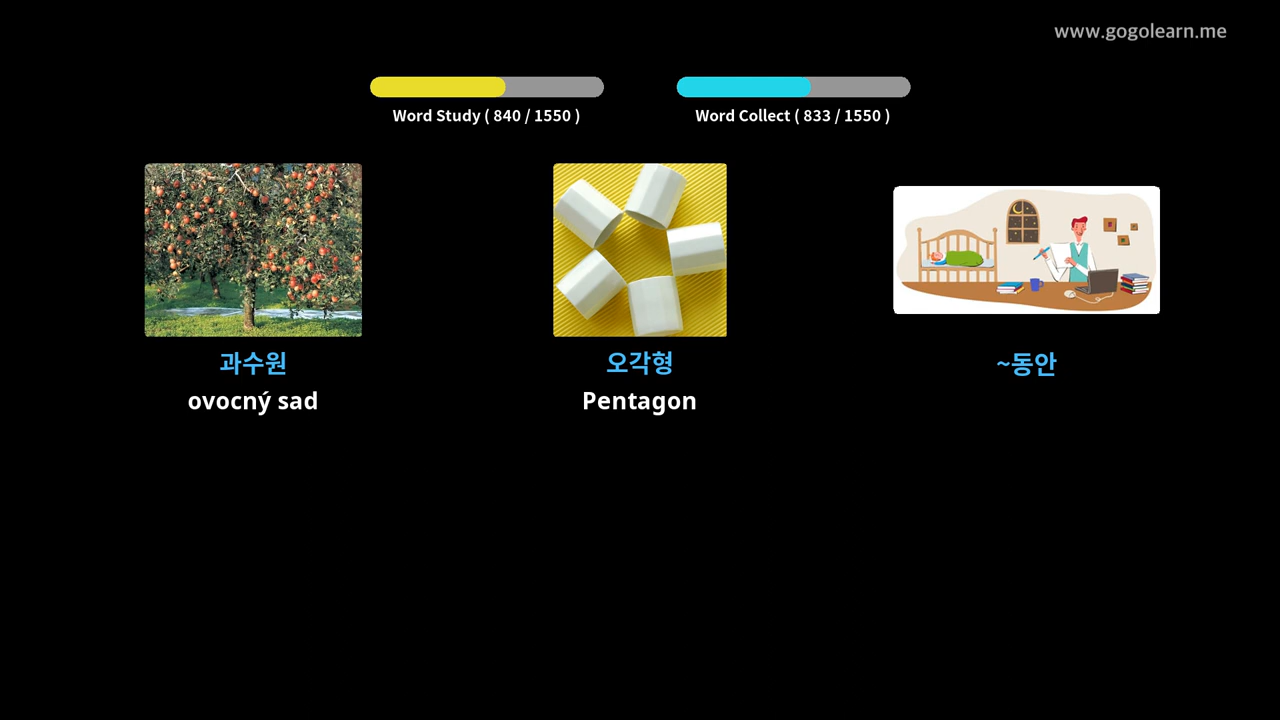 www.gogolearn.me
Word Study ( 840 / 1550 )
Word Collect ( 833 / 1550 )
과수원
오각형
~동안
ovocný sad
Pentagon